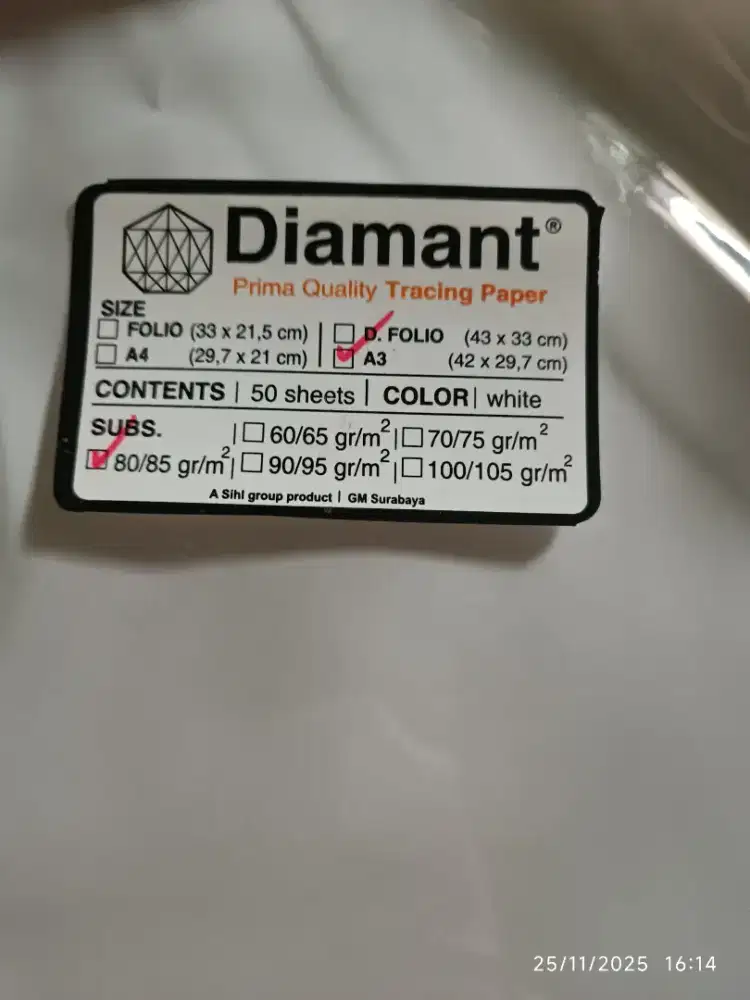 Diamant®
Prima Quality Tracing Paper
SIZE
☐ FOLIO (33 x 21,5 cm) | ☐ D. FOLIO (43 x 33 cm)
☐ A4 (29,7 x 21 cm) | ☑ A3 (42 x 29,7 cm)
CONTENTS | 50 sheets | COLOR | white
SUBS. | ☐ 60/65 gr/m² | ☐ 70/75 gr/m²
☑ 80/85 gr/m² | ☐ 90/95 gr/m² | ☐ 100/105 gr/m²
A Sihl group product | GM Surabaya
25/11/2025 16:14